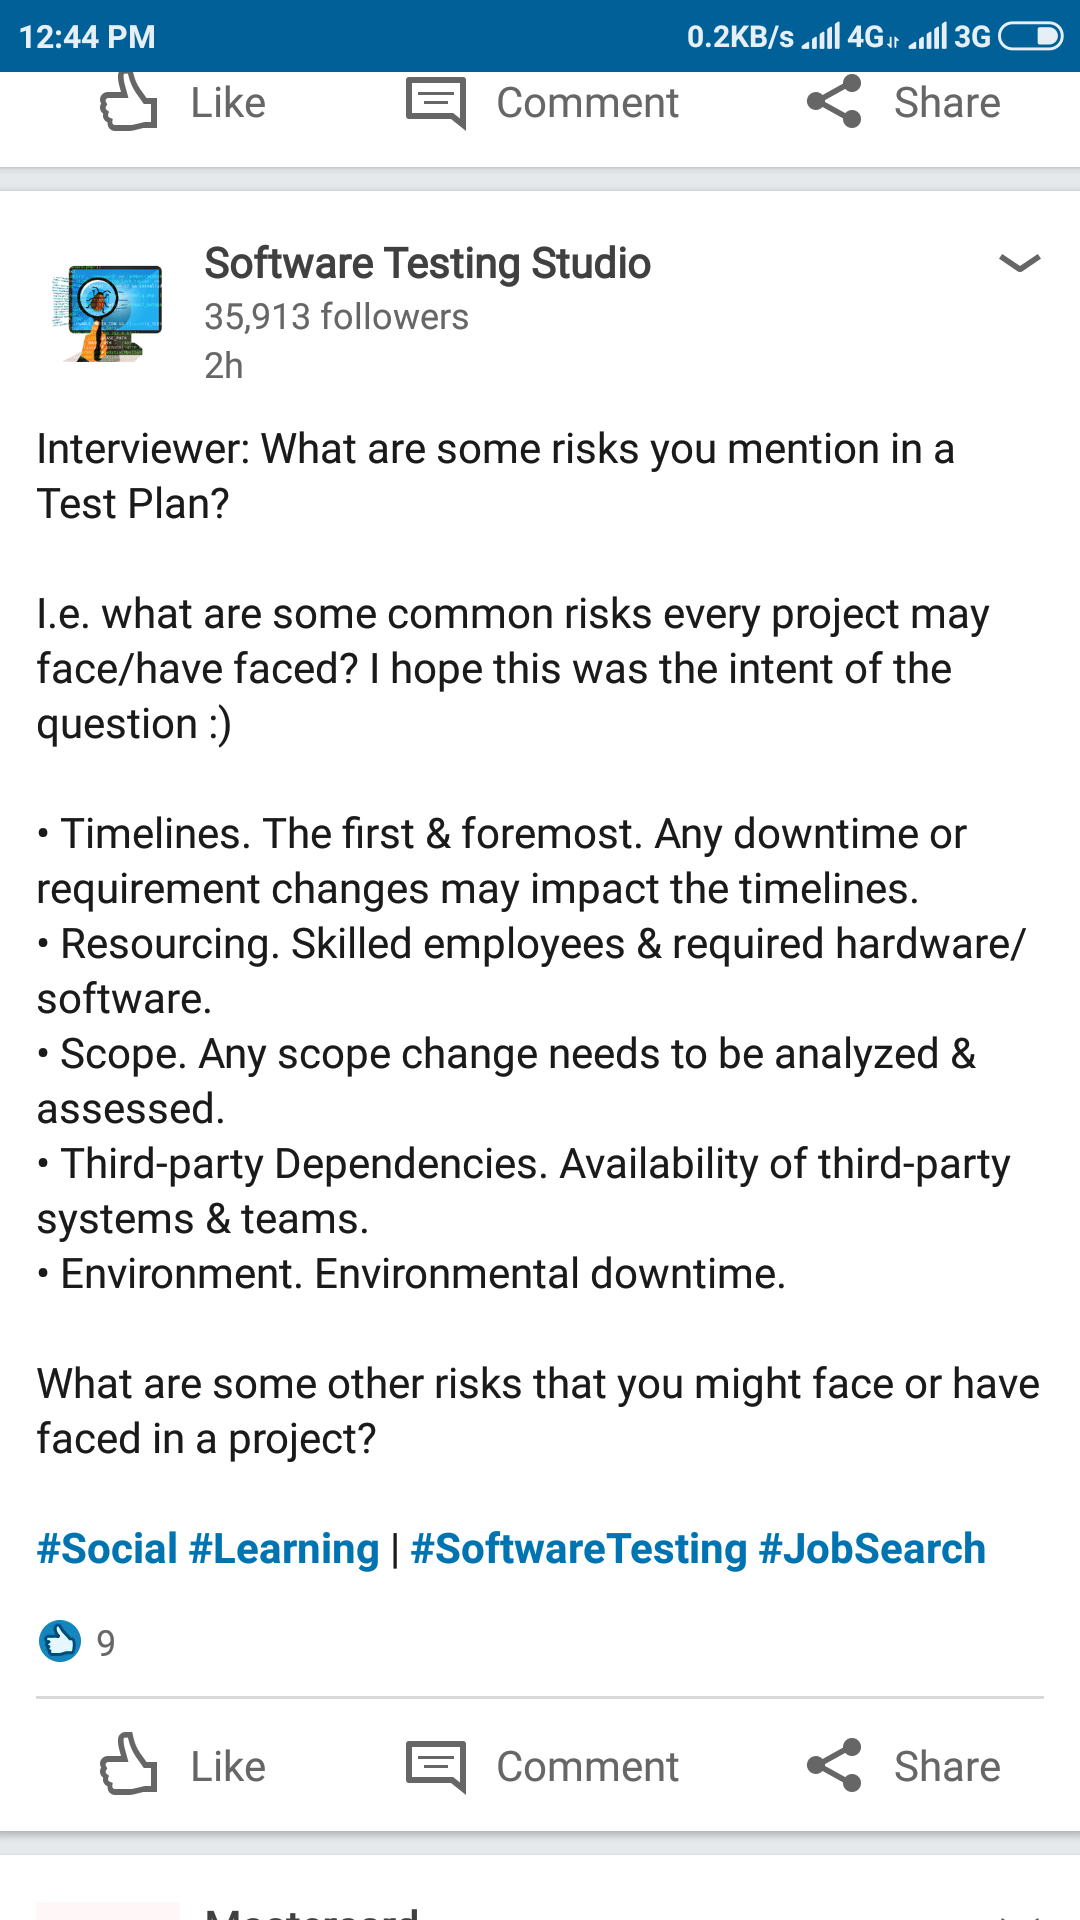 12:44 PM
0.2KB/s 4G 3G
Like Comment Share
Software Testing Studio
35,913 followers
2h
Interviewer: What are some risks you mention in a
Test Plan?
I.e. what are some common risks every project may
face/have faced? I hope this was the intent of the
question :)
• Timelines. The first & foremost. Any downtime or
requirement changes may impact the timelines.
• Resourcing. Skilled employees & required hardware/
software.
• Scope. Any scope change needs to be analyzed &
assessed.
• Third-party Dependencies. Availability of third-party
systems & teams.
• Environment. Environmental downtime.
What are some other risks that you might face or have
faced in a project?
#Social #Learning | #SoftwareTesting #JobSearch
9
Like Comment Share
Mastercard